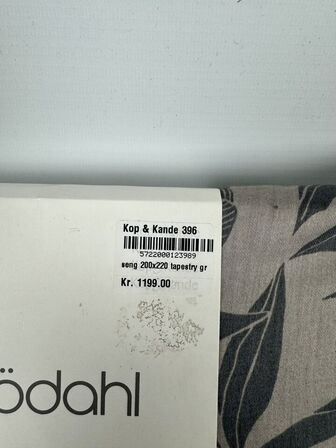 Kop & Kande 396
5722000123989
seng 200x220 tapestry gr
Kr. 1199.00
ödahl